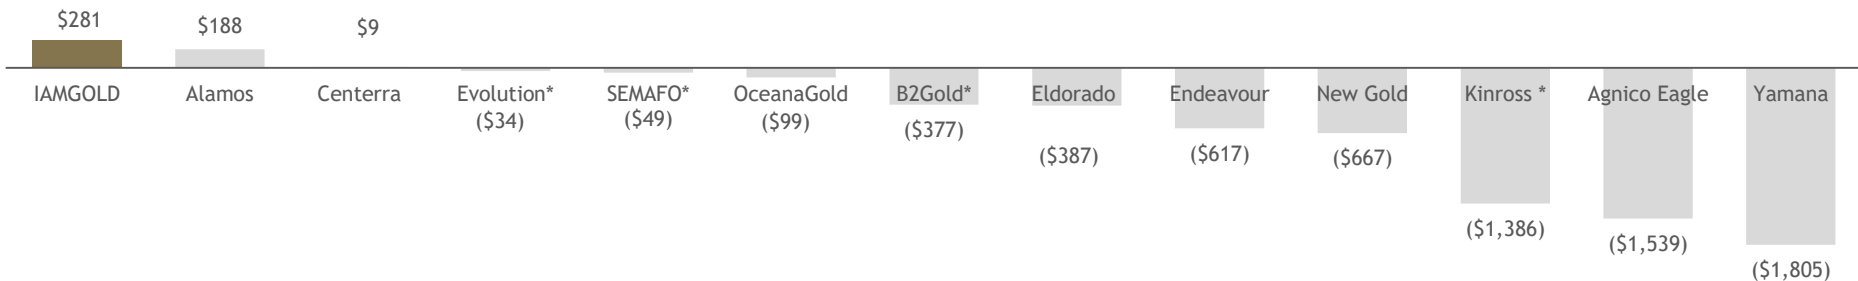 $281 $188 $9
IAMGOLD Alamos Centerra Evolution* SEMAFO* OceanaGold B2Gold* Eldorado Endeavour New Gold Kinross * Agnico Eagle Yamana
($34) ($49) ($99) ($377) ($387) ($617) ($667) ($1,386) ($1,539) ($1,805)